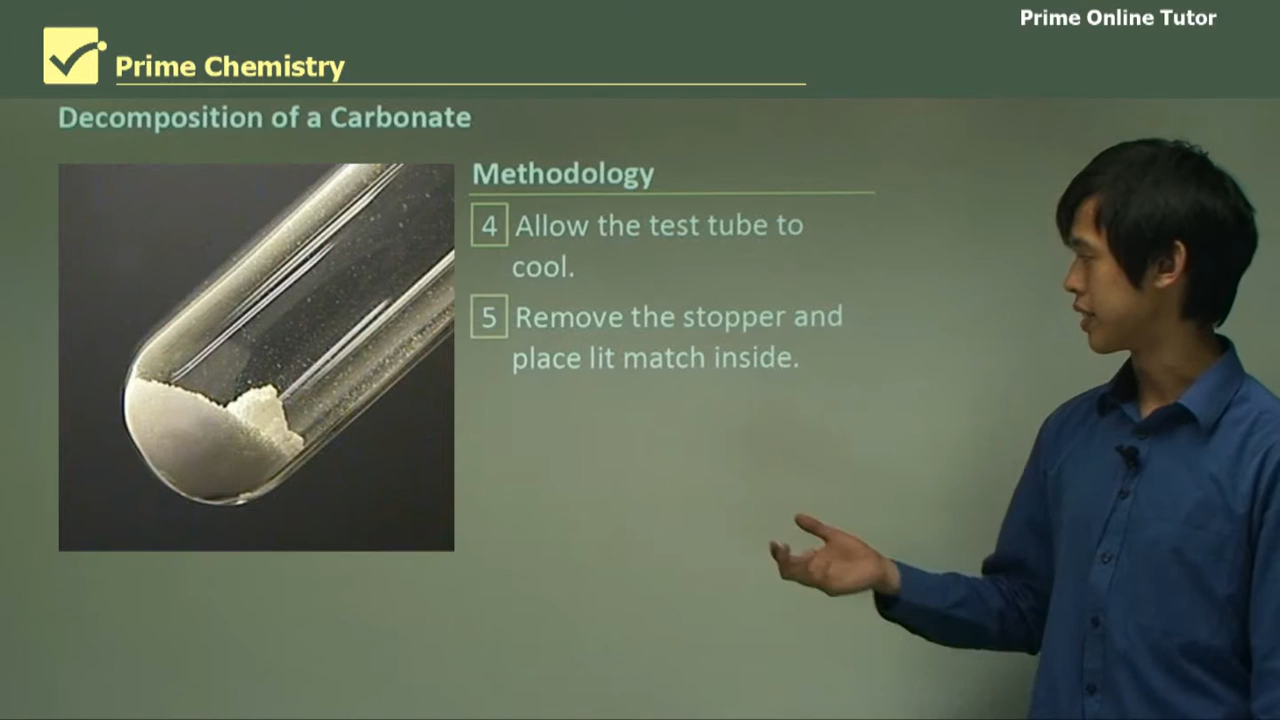 Prime Online Tutor
Prime Chemistry
Decomposition of a Carbonate
Methodology
4 Allow the test tube to
cool.
5 Remove the stopper and
place lit match inside.